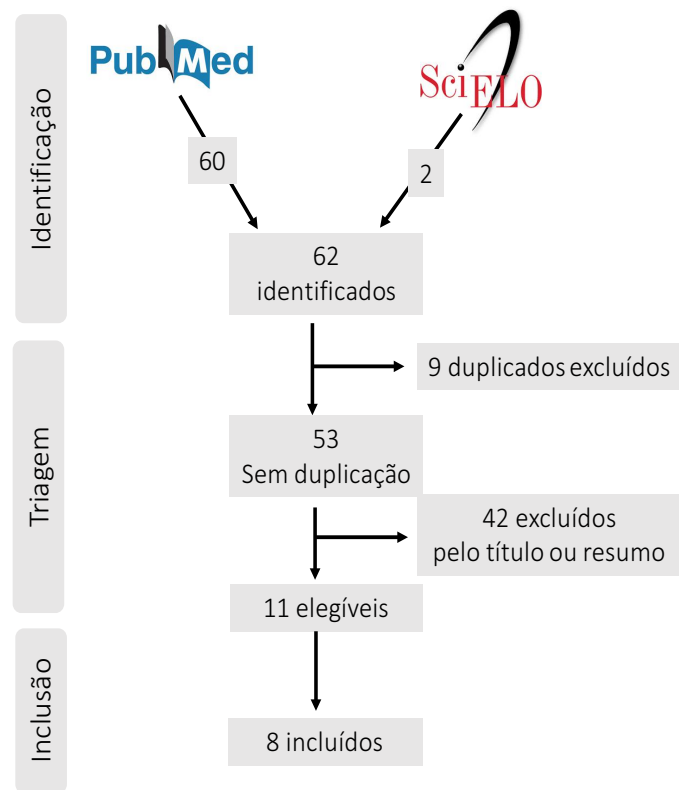 Identificação
PubMed
SciELO
60
2
62
identificados
9 duplicados excluídos
Triagem
53
Sem duplicação
42 excluídos
pelo título ou resumo
11 elegíveis
Inclusão
8 incluídos